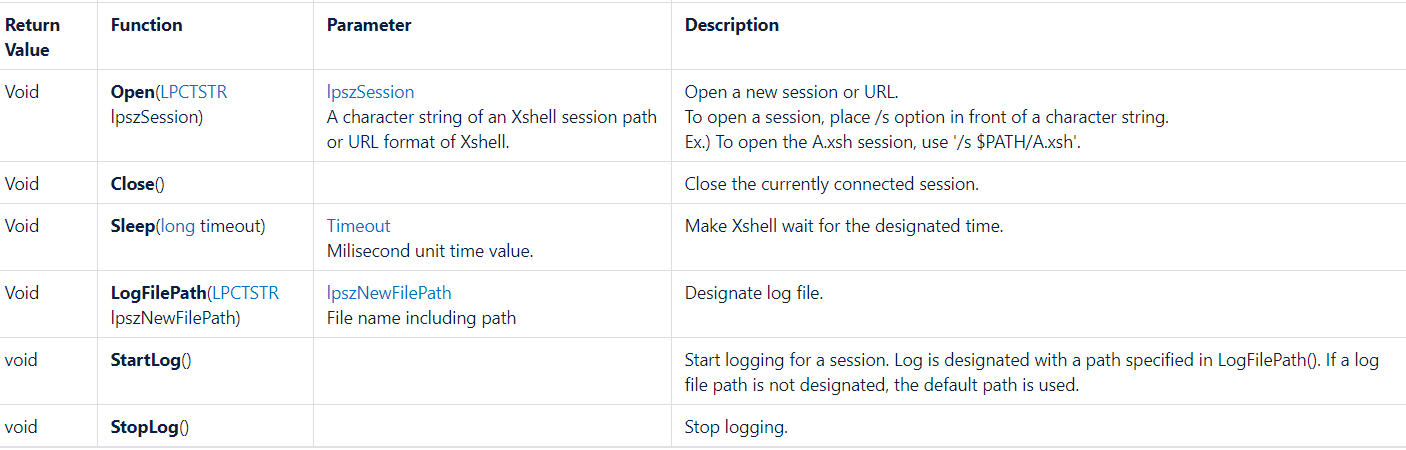 Return Value
Function
Parameter
Description
Void
Open(LPCTSTR
lpszSession)
lpszSession
A character string of an Xshell session path
or URL format of Xshell.
Open a new session or URL.
To open a session, place /s option in front of a character string.
Ex.) To open the A.xsh session, use '/s $PATH/A.xsh'.
Void
Close()
Close the currently connected session.
Void
Sleep(long timeout)
Timeout
Milisecond unit time value.
Make Xshell wait for the designated time.
Void
LogFilePath(LPCTSTR
lpszNewFilePath)
lpszNewFilePath
File name including path
Designate log file.
void
StartLog()
Start logging for a session. Log is designated with a path specified in LogFilePath(). If a log
file path is not designated, the default path is used.
void
StopLog()
Stop logging.